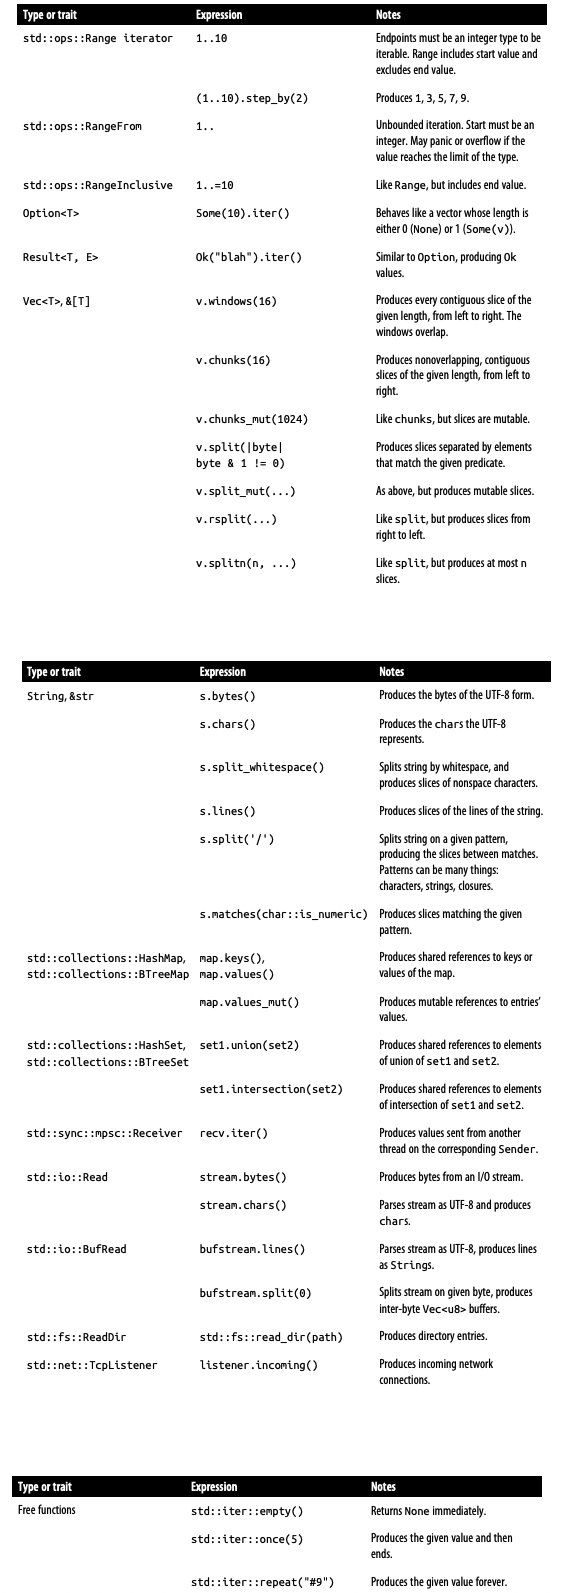 Type or trait Expression Notes
std::ops::Range iterator 1..10 Endpoints must be an integer type to be
iterable. Range includes start value and
excludes end value.
(1..10).step_by(2) Produces 1, 3, 5, 7, 9.
std::ops::RangeFrom 1.. Unbounded iteration. Start must be an
integer. May panic or overflow if the
value reaches the limit of the type.
std::ops::RangeInclusive 1..=10 Like Range, but includes end value.
Option<T> Some(10).iter() Behaves like a vector whose length is
either 0 (None) or 1 (Some(v)).
Result<T, E> Ok("blah").iter() Similar to Option, producing Ok
values.
Vec<T>, &[T] v.windows(16) Produces every contiguous slice of the
given length, from left to right. The
windows overlap.
v.chunks(16) Produces nonoverlapping, contiguous
slices of the given length, from left to
right.
v.chunks_mut(1024) Like chunks, but slices are mutable.
v.split(|byte| Produces slices separated by elements
byte & 1 != 0) that match the given predicate.
v.split_mut(...) As above, but produces mutable slices.
v.rsplit(...) Like split, but produces slices from
right to left.
v.splitn(n, ...) Like split, but produces at most n
slices.
Type or trait Expression Notes
String, &str s.bytes() Produces the bytes of the UTF-8 form.
s.chars() Produces the chars the UTF-8
represents.
s.split_whitespace() Splits string by whitespace, and
produces slices of nonspace characters.
s.lines() Produces slices of the lines of the string.
s.split('/') Splits string on a given pattern,
producing the slices between matches.
Patterns can be many things:
characters, strings, closures.
s.matches(char::is_numeric) Produces slices matching the given
pattern.
std::collections::HashMap, map.keys(), Produces shared references to keys or
std::collections::BTreeMap map.values() values of the map.
map.values_mut() Produces mutable references to entries’
values.
std::collections::HashSet, set1.union(set2) Produces shared references to elements
std::collections::BTreeSet of union of set1 and set2.
set1.intersection(set2) Produces shared references to elements
of intersection of set1 and set2.
std::sync::mpsc::Receiver recv.iter() Produces values sent from another
thread on the corresponding Sender.
std::io::Read stream.bytes() Produces bytes from an I/O stream.
stream.chars() Parses stream as UTF-8 and produces
chars.
std::io::BufRead bufstream.lines() Parses stream as UTF-8, produces lines
as Strings.
bufstream.split(0) Splits stream on given byte, produces
inter-byte Vec<u8> buffers.
std::fs::ReadDir std::fs::read_dir(path) Produces directory entries.
std::net::TcpListener listener.incoming() Produces incoming network
connections.
Type or trait Expression Notes
Free functions std::iter::empty() Returns None immediately.
std::iter::once(5) Produces the given value and then
ends.
std::iter::repeat("#9") Produces the given value forever.